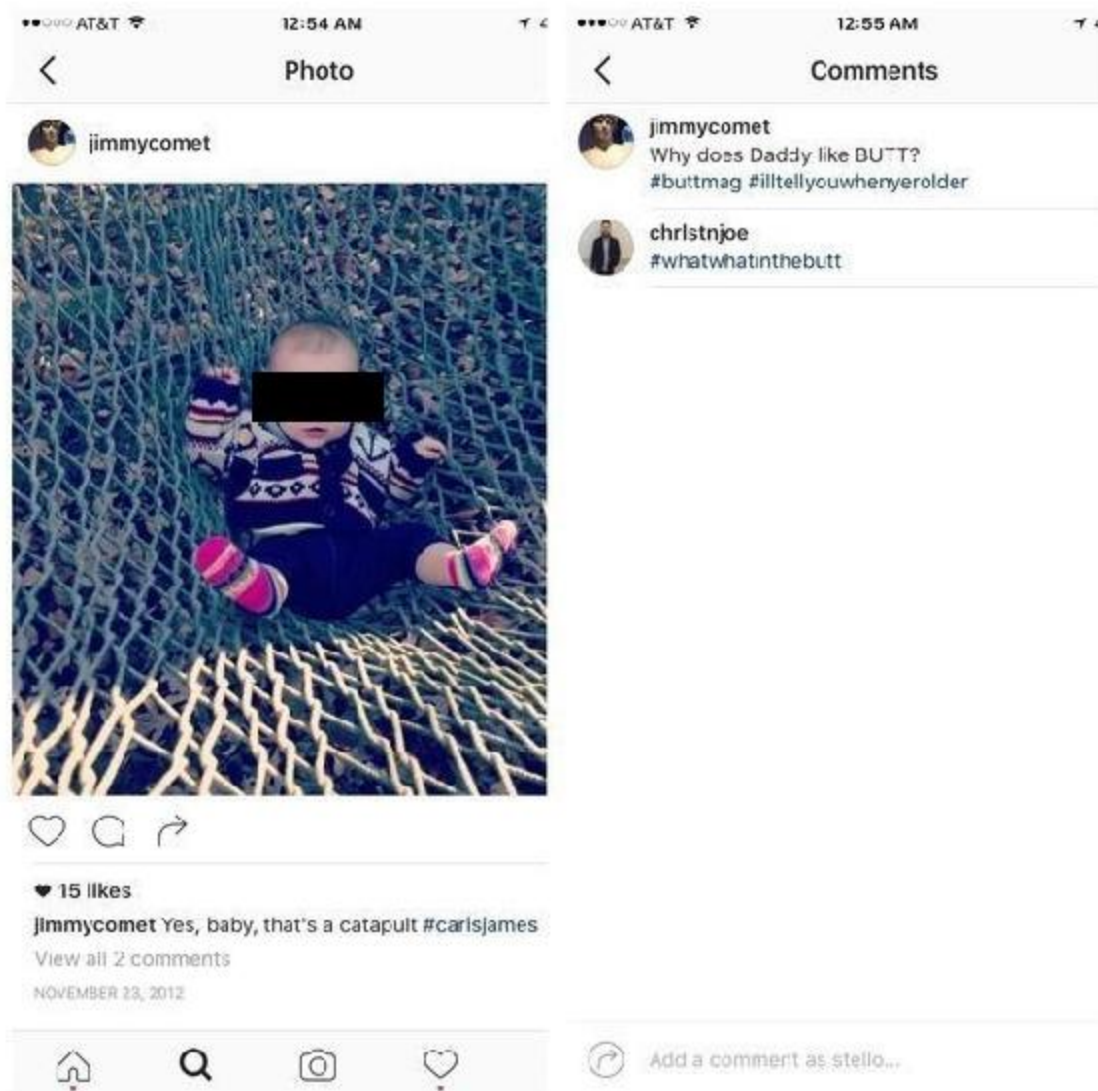 AT&T 12:54 AM
Photo
jimmycomet
15 likes
jimmycomet Yes, baby, that's a catapult #carlsjames
View all 2 comments
NOVEMBER 23, 2012
AT&T 12:55 AM
Comments
jimmycomet
Why does Daddy like BUTT?
#buttmag #illtellyouwhenyerolder
christnjoe
#whatwhatinthebutt
Add a comment as stello...